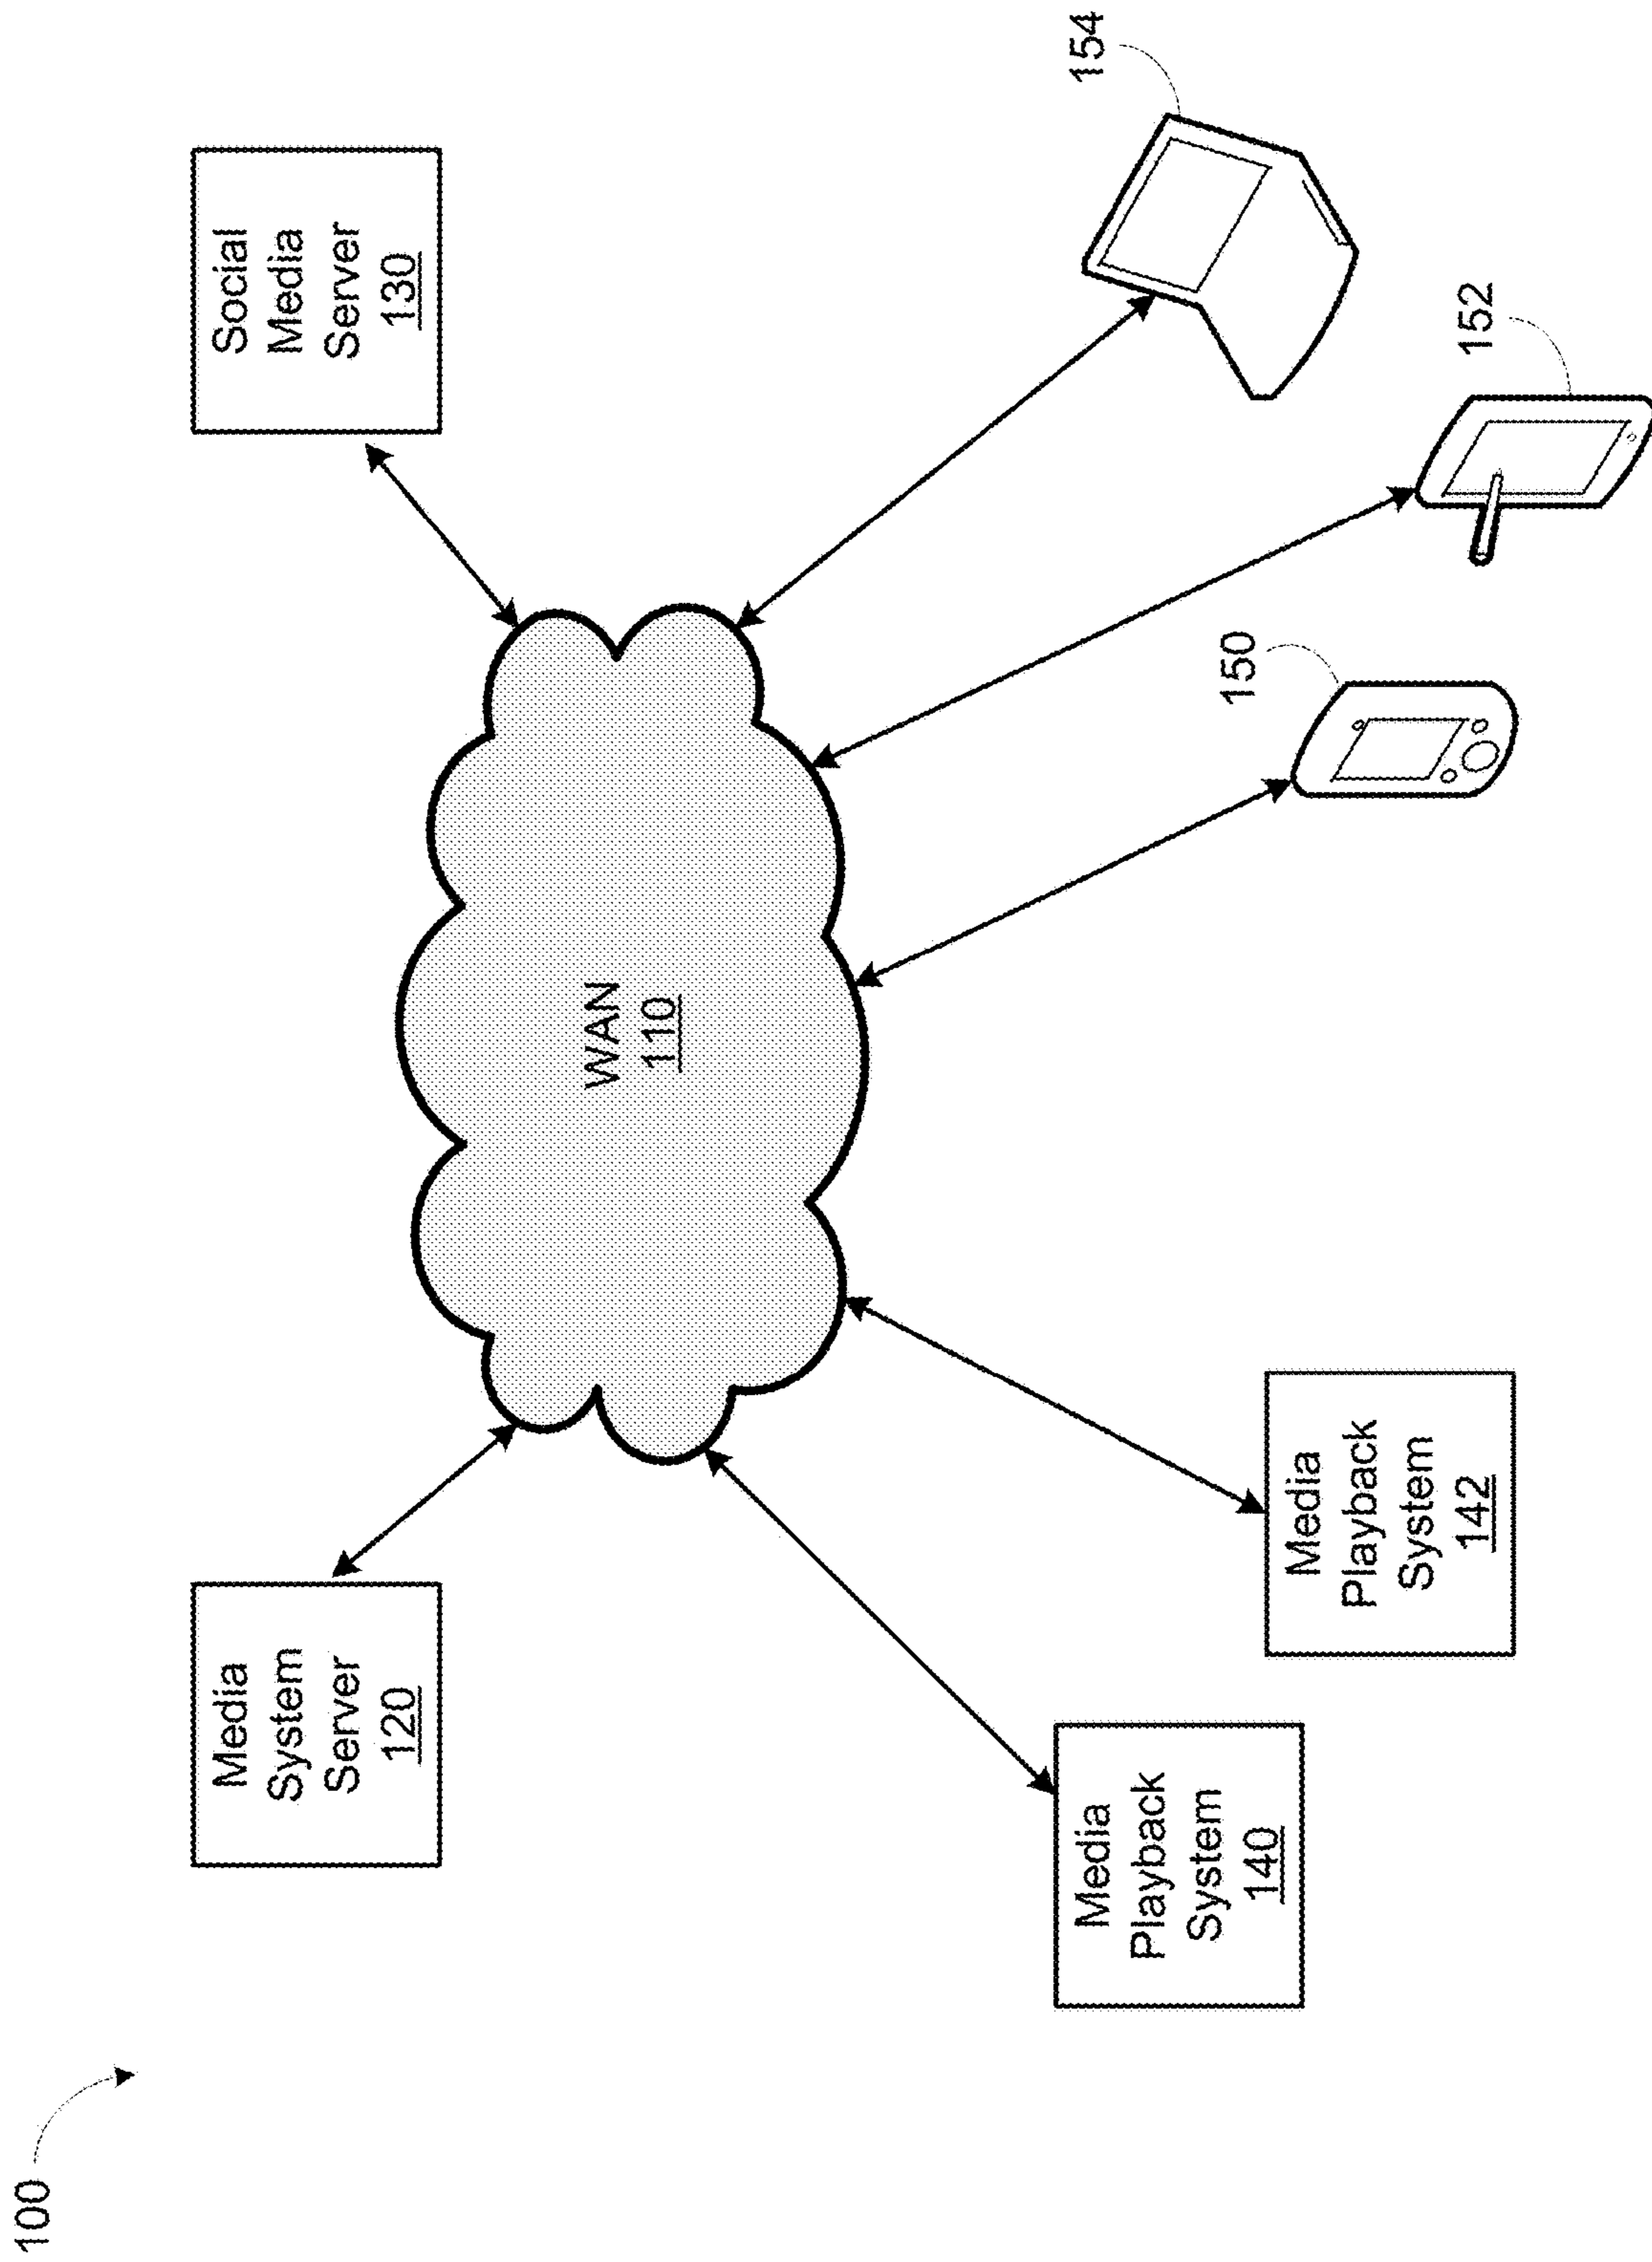 100
Media
System
Server
120
Social
Media
Server
130
WAN
110
Media
Playback
System
140
Media
Playback
System
142
150
152
154